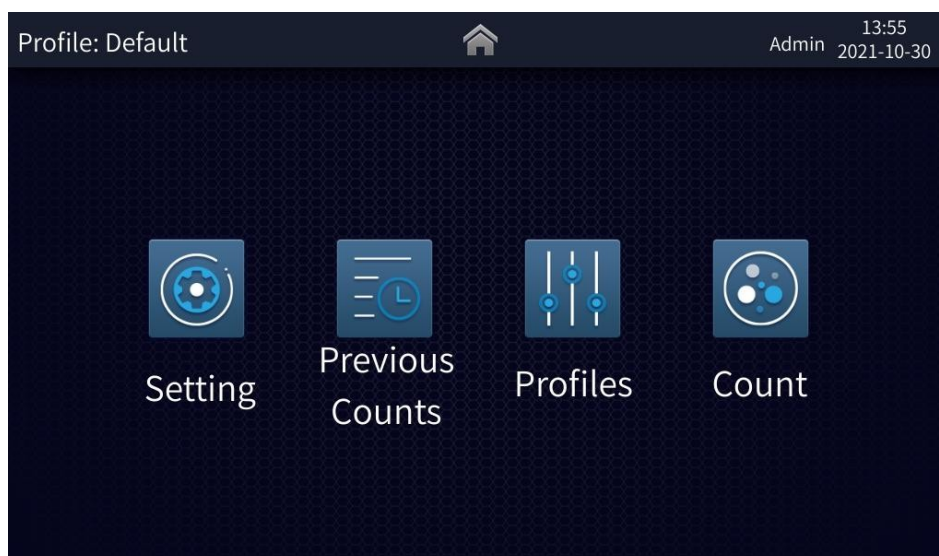 Profile: Default
Admin
13:55
2021-10-30
Setting
Previous
Counts
Profiles
Count